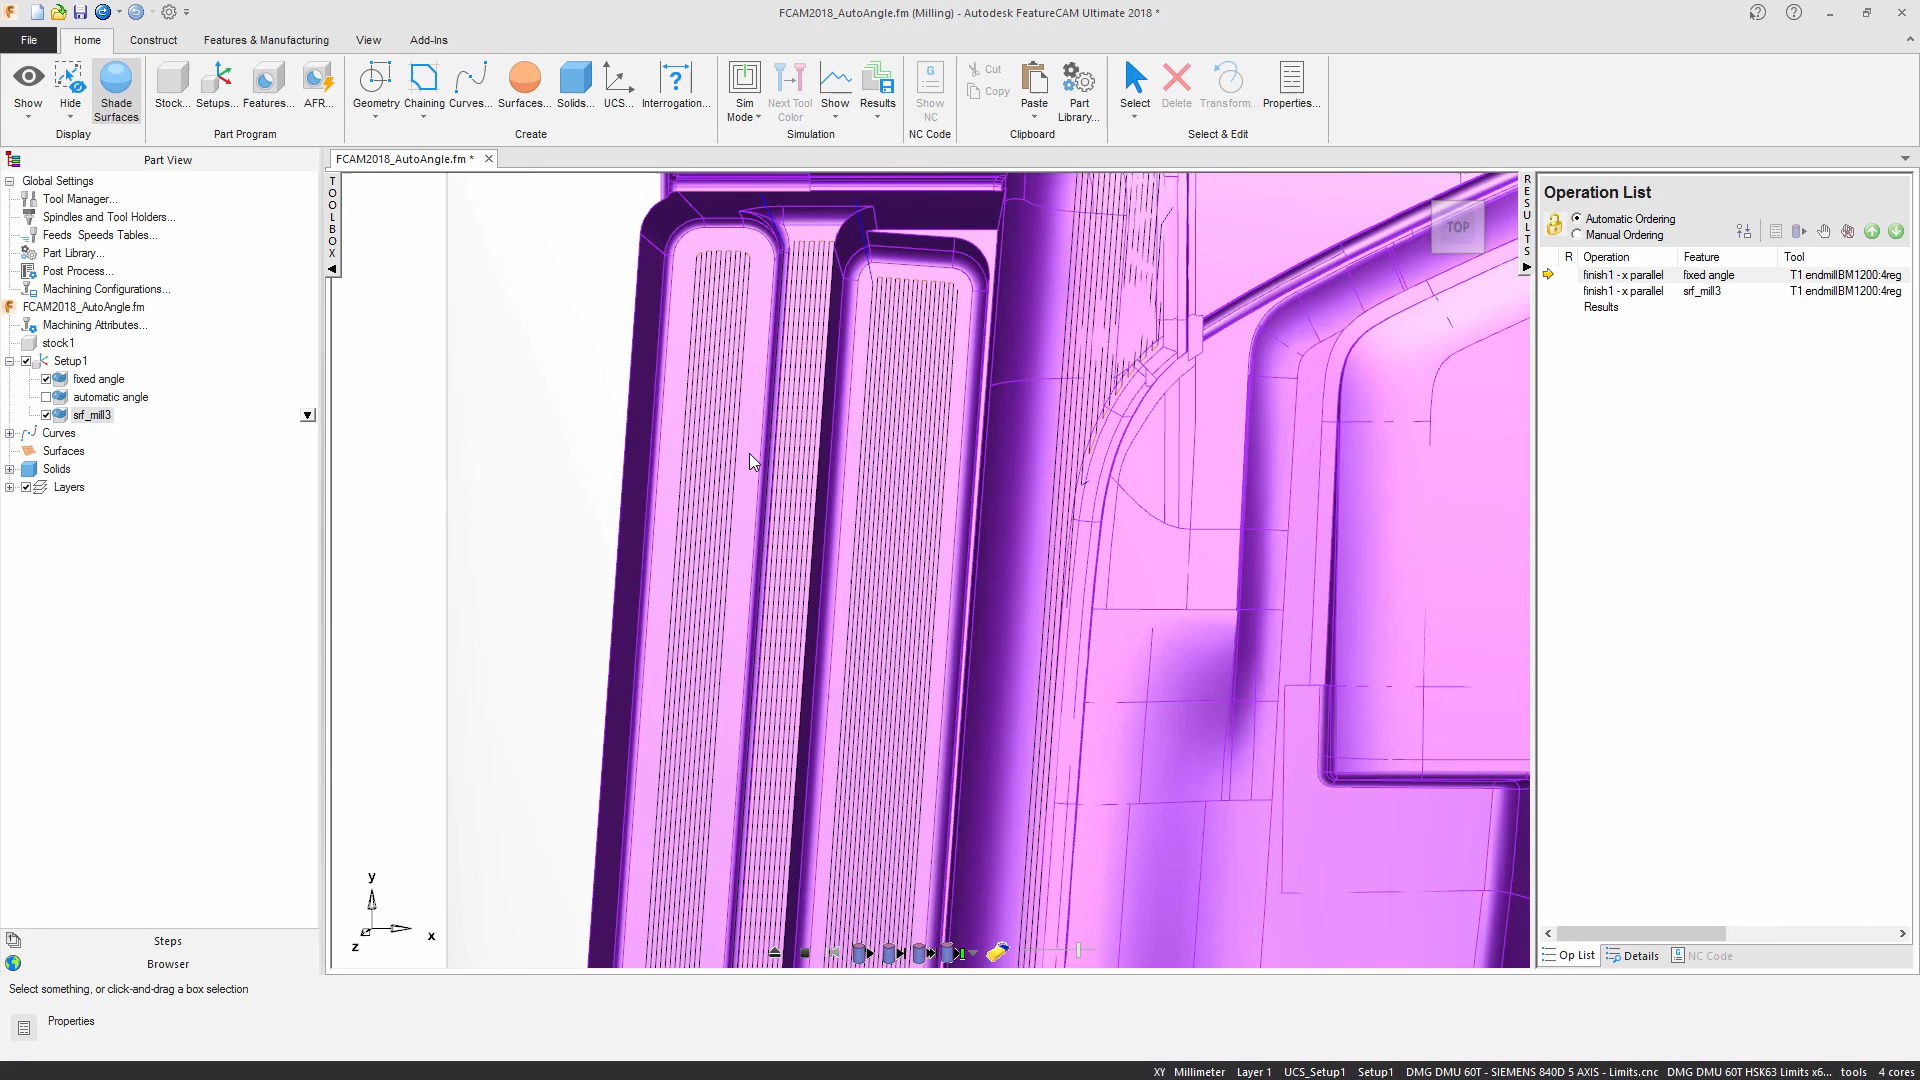 FCAM2018_AutoAngle.fm (Milling) - Autodesk FeatureCAM Ultimate 2018 *
File Home Construct Features & Manufacturing View Add-Ins
Show Hide Shade Surfaces Stock... Setups... Features... AFR... Geometry Chaining Curves... Surfaces... Solids... UCS... Interrogation... Sim Mode Next Tool Color Show Results Show NC Cut Copy Paste Part Library... Select Delete Transform... Properties...
Display Part Program Create Simulation NC Code Clipboard Select & Edit
Part View
FCAM2018_AutoAngle.fm *
Global Settings
Tool Manager...
Spindles and Tool Holders...
Feeds Speeds Tables...
Part Library...
Post Process...
Machining Configurations...
FCAM2018_AutoAngle.fm
Machining Attributes...
stock1
Setup1
fixed angle
automatic angle
srf_mill3
Curves
Surfaces
Solids
Layers
Steps
Browser
TOOLBOX
TOP
y
x
z
RESULTS
Operation List
Automatic Ordering
Manual Ordering
R Operation Feature Tool
finish1 - x parallel fixed angle T1 endmillBM1200:4reg
finish1 - x parallel srf_mill3 T1 endmillBM1200:4reg
Results
Op List Details NC Code
Select something, or click-and-drag a box selection
Properties
XY Millimeter Layer 1 UCS_Setup1 Setup1 DMG DMU 60T - SIEMENS 840D 5 AXIS - Limits.cnc DMG DMU 60T HSK63 Limits x6... tools 4 cores